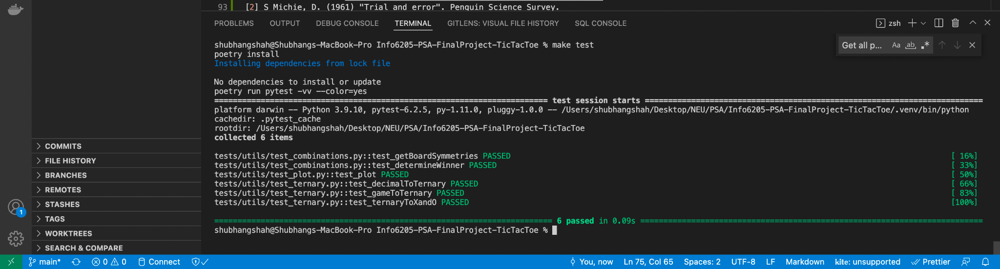 93 [2] S Michie, D. (1961) "Trial and error". Penguin Science Survey.
PROBLEMS OUTPUT DEBUG CONSOLE TERMINAL GITLENS: VISUAL FILE HISTORY SQL CONSOLE zsh
Get all p... Aa ab .*
shubhangshah@Shubhangs-MacBook-Pro Info6205-PSA-FinalProject-TicTacToe % make test
poetry install
Installing dependencies from lock file
No dependencies to install or update
poetry run pytest -vv --color=yes
======================================================================= test session starts ========================================================================
platform darwin -- Python 3.9.10, pytest-6.2.5, py-1.11.0, pluggy-1.0.0 -- /Users/shubhangshah/Desktop/NEU/PSA/Info6205-PSA-FinalProject-TicTacToe/.venv/bin/python
cachedir: .pytest_cache
rootdir: /Users/shubhangshah/Desktop/NEU/PSA/Info6205-PSA-FinalProject-TicTacToe
collected 6 items
tests/utils/test_combinations.py::test_getBoardSymmetries PASSED [ 16%]
tests/utils/test_combinations.py::test_determineWinner PASSED [ 33%]
tests/utils/test_plot.py::test_plot PASSED [ 50%]
tests/utils/test_ternary.py::test_decimalToTernary PASSED [ 66%]
tests/utils/test_ternary.py::test_gameToTernary PASSED [ 83%]
tests/utils/test_ternary.py::test_ternaryToXandO PASSED [100%]
======================================================================== 6 passed in 0.09s =========================================================================
shubhangshah@Shubhangs-MacBook-Pro Info6205-PSA-FinalProject-TicTacToe %
COMMITS
FILE HISTORY
BRANCHES
REMOTES
STASHES
TAGS
WORKTREES
SEARCH & COMPARE
1
main* 0 0 Connect You, now Ln 75, Col 65 Spaces: 2 UTF-8 LF Markdown kite: unsupported Prettier